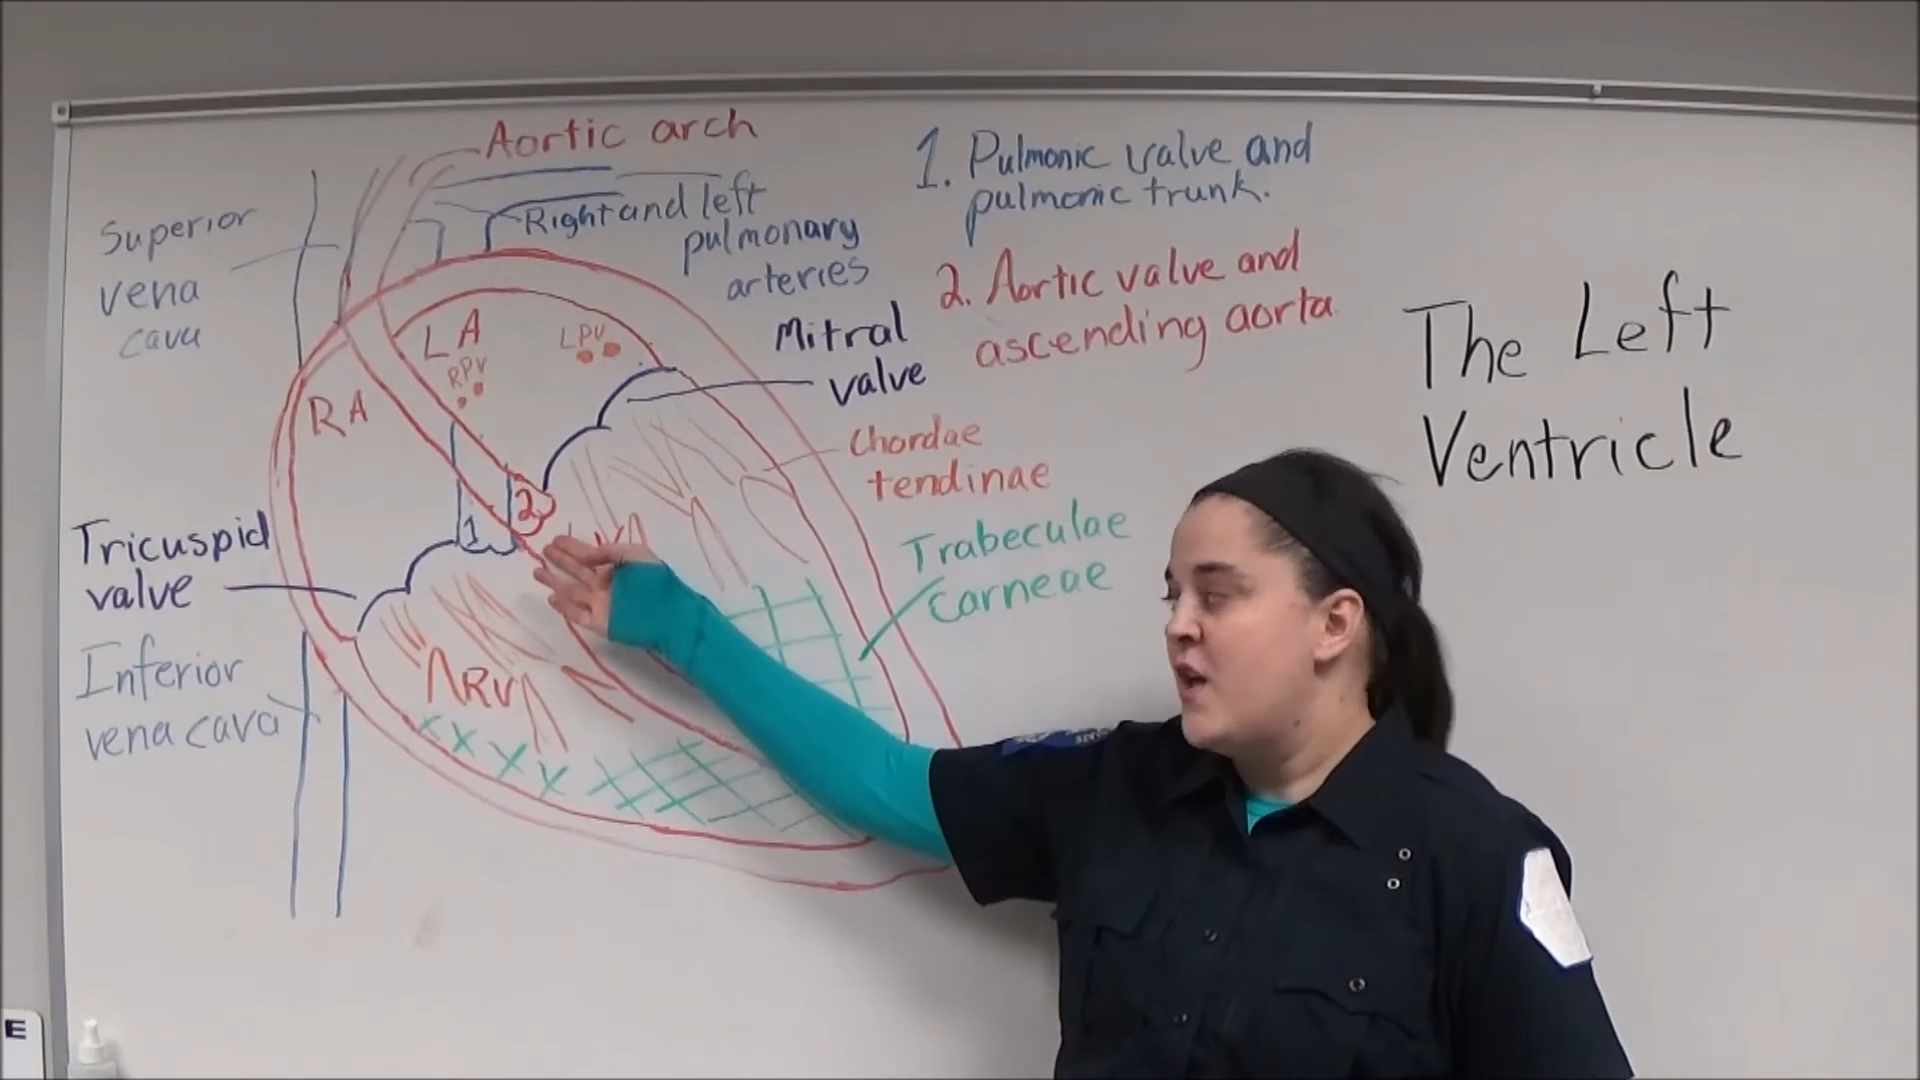 Aortic arch
Right and left
pulmonary
arteries
Superior
vena
cava
1. Pulmonic valve and
pulmonic trunk.
2. Aortic valve and
ascending aorta
The Left
Ventricle
Mitral
valve
LA
RPV
LPV
RA
Chordae
tendinae
Trabeculae
carneae
Tricuspid
valve
1
2
Inferior
vena cava
RV
E